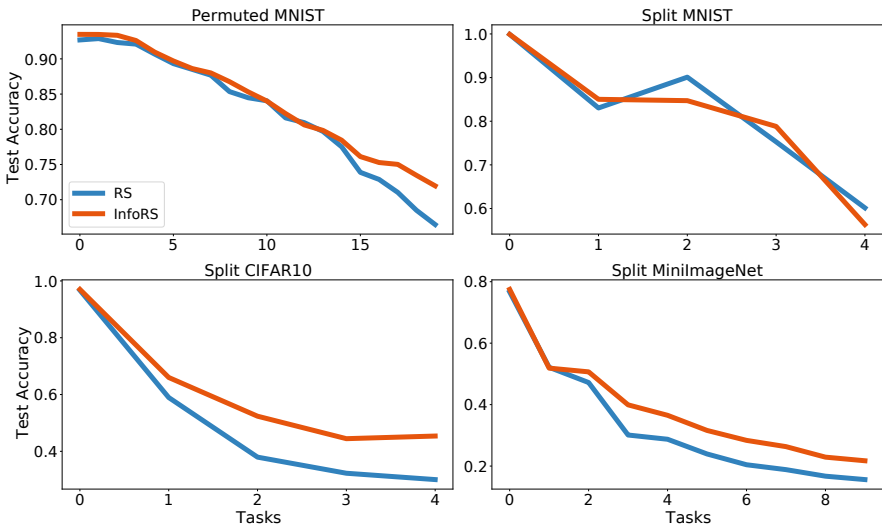 Permuted MNIST
Test Accuracy
0.90
0.85
0.80
0.75
0.70
RS
InfoRS
0 5 10 15
Split MNIST
1.0
0.9
0.8
0.7
0.6
0 1 2 3 4
Split CIFAR10
Test Accuracy
1.0
0.8
0.6
0.4
0 1 2 3 4
Tasks
Split MiniImageNet
0.8
0.6
0.4
0.2
0 2 4 6 8
Tasks